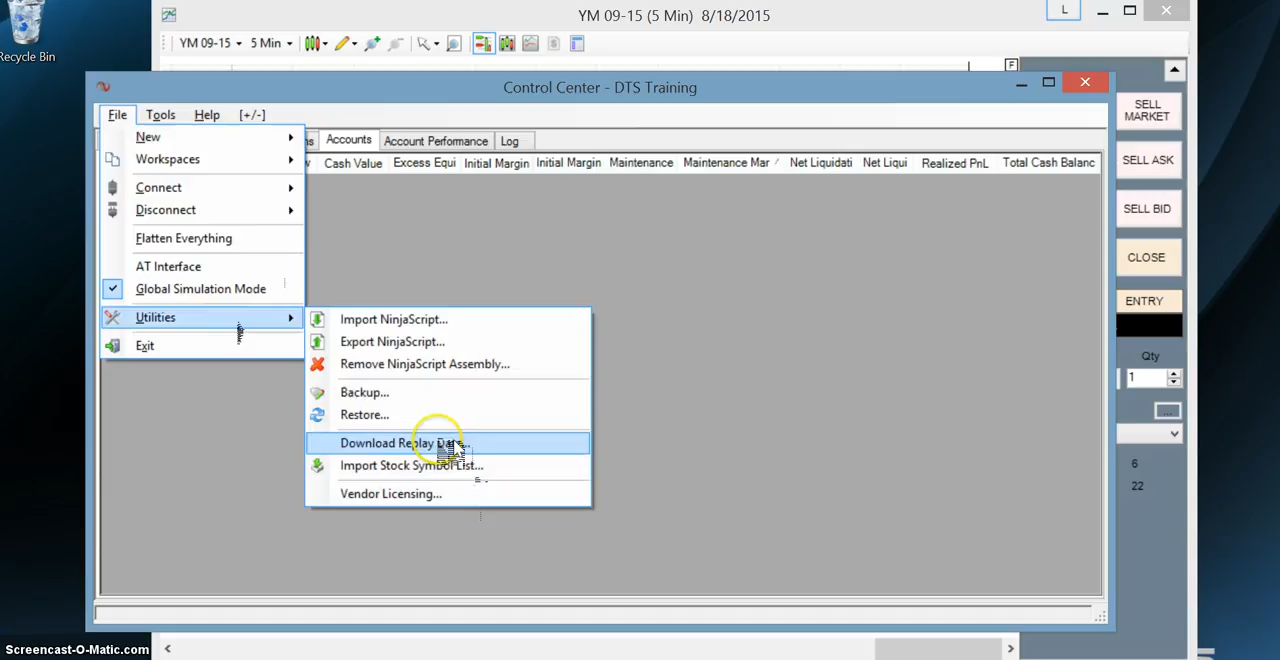 YM 09-15 (5 Min) 8/18/2015
L
Recycle Bin
YM 09-15 5 Min
$
F
Control Center - DTS Training
File Tools Help [+/-]
Accounts Account Performance Log
Cash Value Excess Equi Initial Margin Initial Margin Maintenance Maintenance Mar Net Liquidati Net Liqui Realized PnL Total Cash Balanc
New
Workspaces
Connect
Disconnect
Flatten Everything
AT Interface
Global Simulation Mode
Utilities
Exit
Import NinjaScript...
Export NinjaScript...
Remove NinjaScript Assembly...
Backup...
Restore...
Download Replay
Import Stock Symbol List...
Vendor Licensing...
SELL MARKET
SELL ASK
SELL BID
CLOSE
ENTRY
Qty
1
...
6
22
Screencast-O-Matic.com